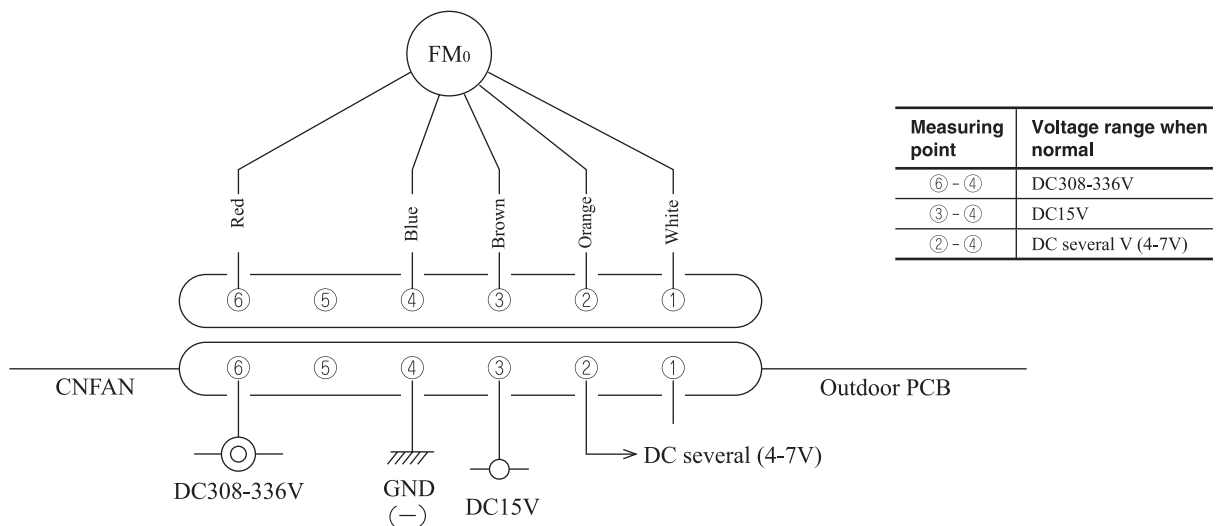 FM₀
Red
Blue
Brown
Orange
White
⑥ ⑤ ④ ③ ② ①
⑥ ⑤ ④ ③ ② ①
CNFAN
Outdoor PCB
DC308-336V
GND
(—)
DC15V
DC several (4-7V)
Measuring point
Voltage range when normal
⑥ - ④ DC308-336V
③ - ④ DC15V
② - ④ DC several V (4-7V)